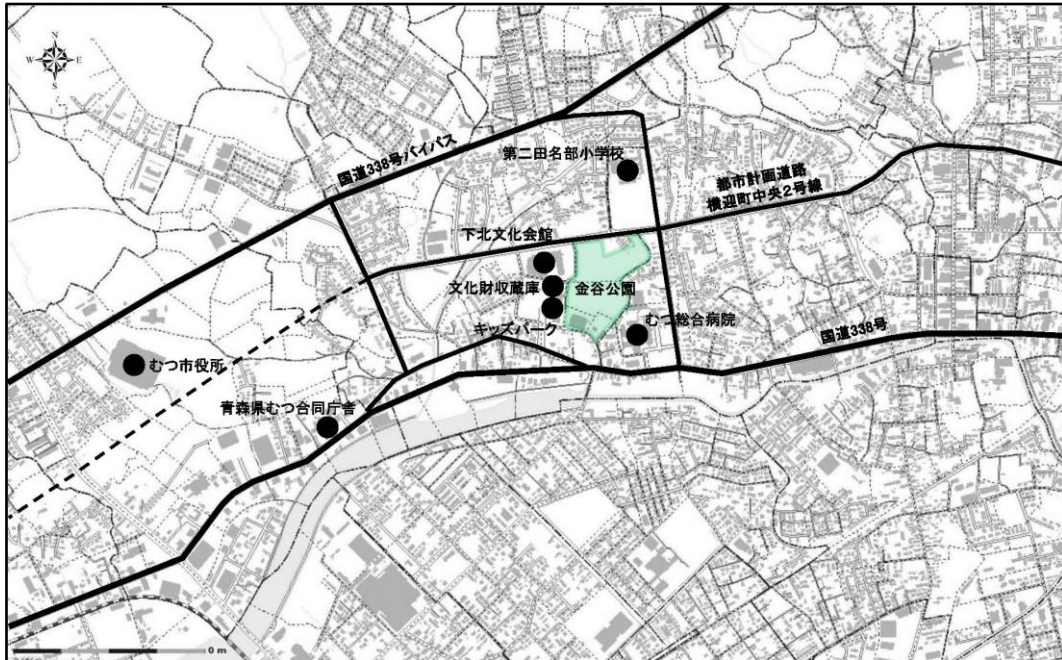 N
W
E
S
国道338号バイパス
第二田名部小学校
都市計画道路
横迎町中央2号線
下北文化会館
文化財収蔵庫
金谷公園
キッズパーク
むつ総合病院
国道338号
むつ市役所
青森県むつ合同庁舎
0 m